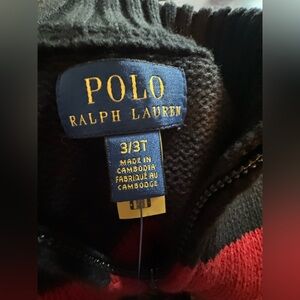 POLO
RALPH LAUREN
3/3T
MADE IN
CAMBODIA
FABRIQUÉ AU
CAMBODGE